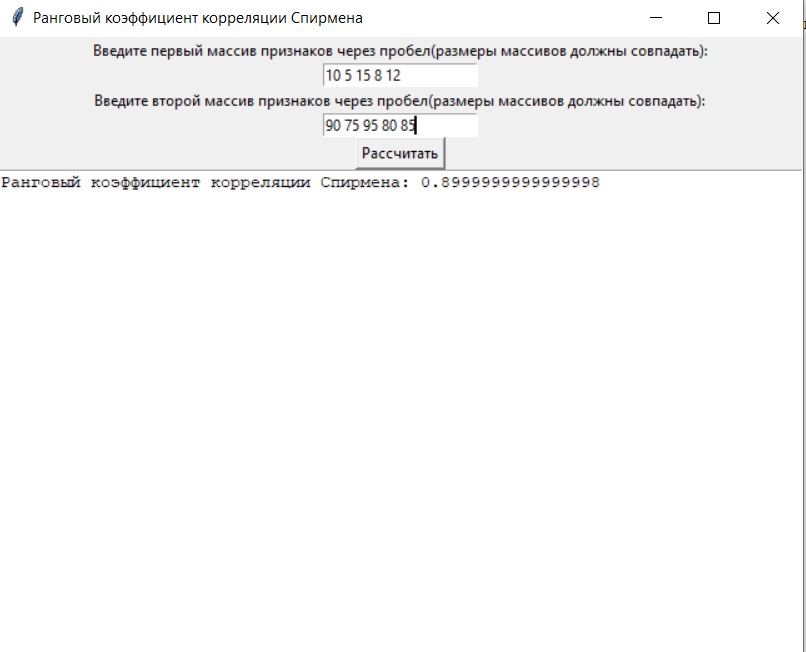 Ранговый коэффициент корреляции Спирмена
Введите первый массив признаков через пробел(размеры массивов должны совпадать):
10 5 15 8 12
Введите второй массив признаков через пробел(размеры массивов должны совпадать):
90 75 95 80 85
Рассчитать
Ранговый коэффициент корреляции Спирмена: 0.8999999999999998